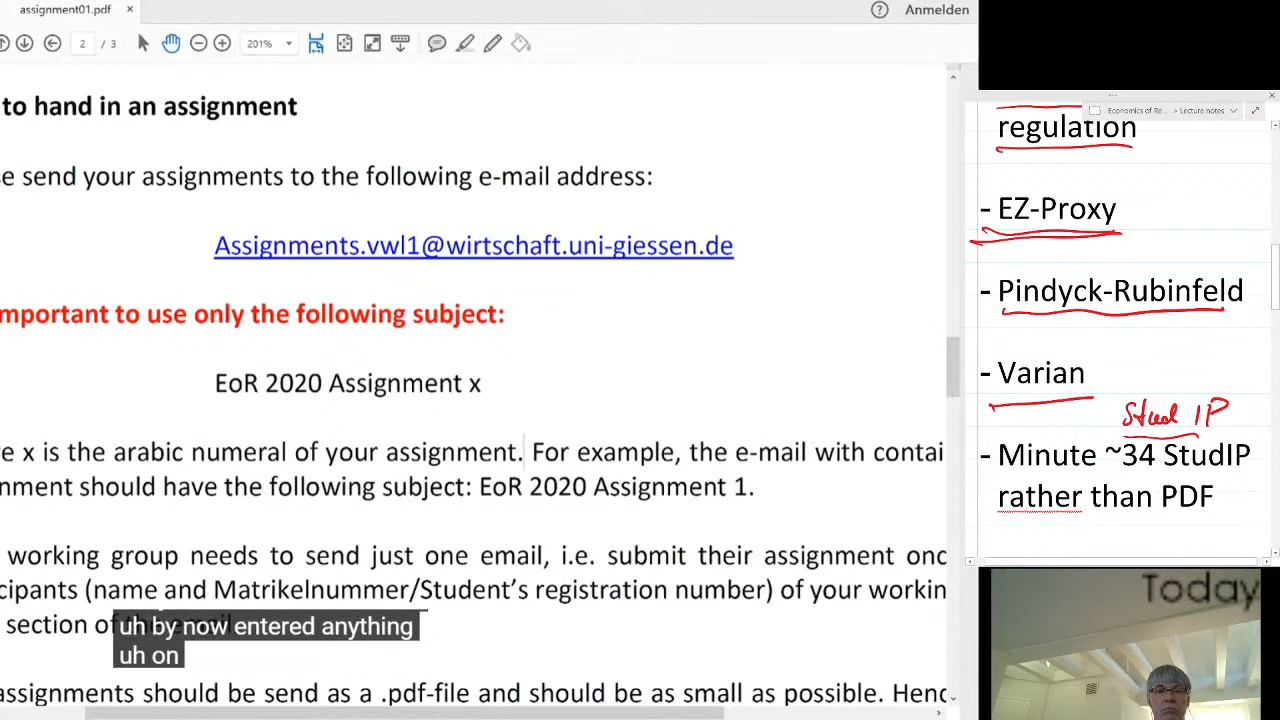 assignment01.pdf ×
? Anmelden
2 / 3 201%
to hand in an assignment
e send your assignments to the following e-mail address:
Assignments.vwl1@wirtschaft.uni-giessen.de
mportant to use only the following subject:
EoR 2020 Assignment x
e x is the arabic numeral of your assignment. For example, the e-mail with contai
nment should have the following subject: EoR 2020 Assignment 1.
working group needs to send just one email, i.e. submit their assignment onc
cipants (name and Matrikelnummer/Student's registration number) of your workin
section of
uh by now entered anything
uh on
assignments should be send as a .pdf-file and should be as small as possible. Henc
Economics of Re... > Lecture notes
regulation
- EZ-Proxy
- Pindyck-Rubinfeld
- Varian
Stud IP
- Minute ~34 StudIP
rather than PDF
Today